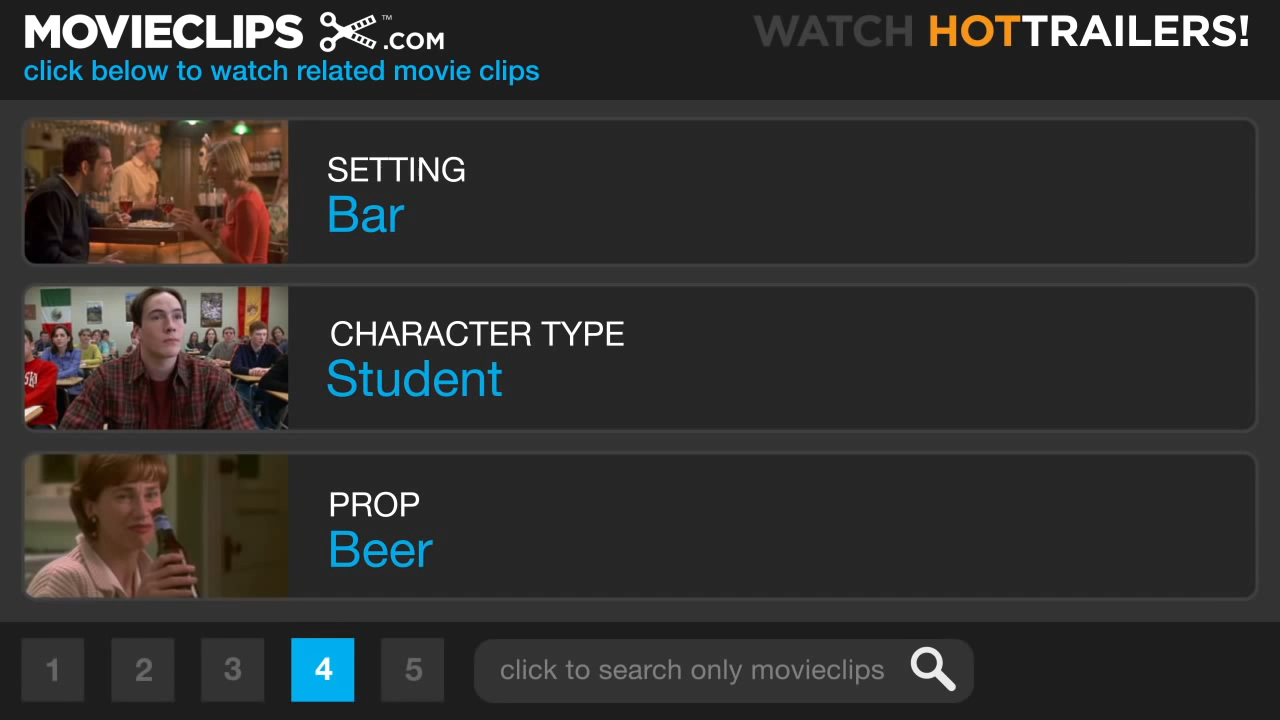 MOVIECLIPS ™ .COM
WATCH HOTTRAILERS!
click below to watch related movie clips
SETTING
Bar
CHARACTER TYPE
Student
PROP
Beer
1 2 3 4 5 click to search only movieclips